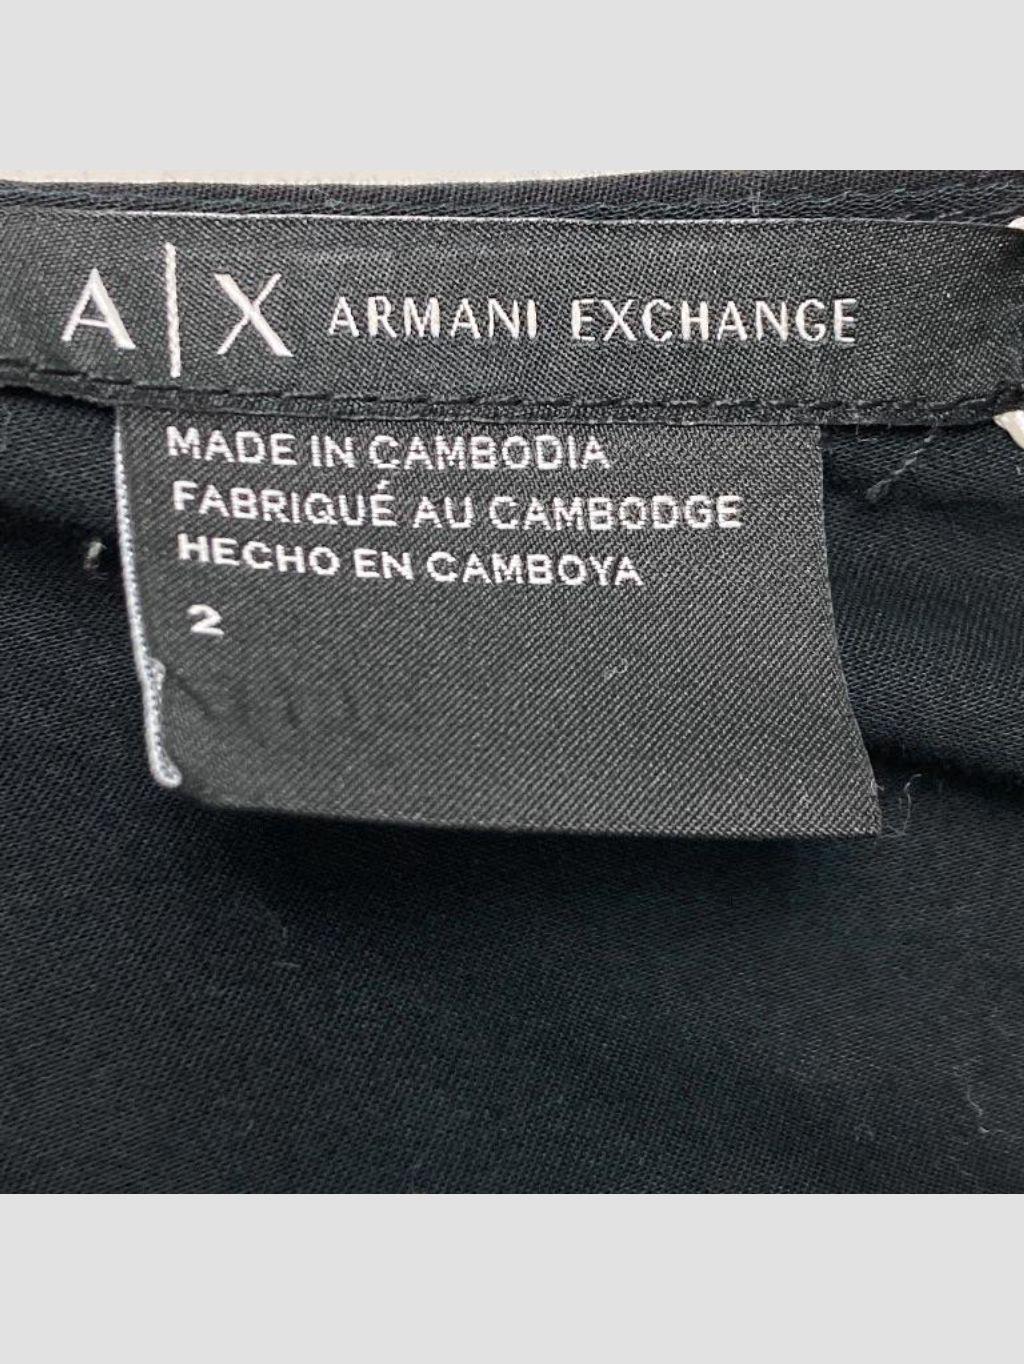 A|X ARMANI EXCHANGE
MADE IN CAMBODIA
FABRIQUÉ AU CAMBODGE
HECHO EN CAMBOYA
2